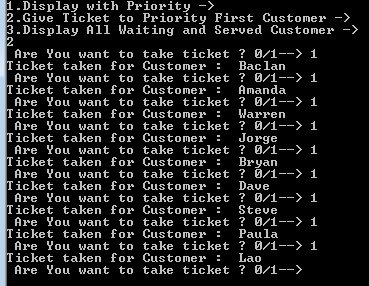 1.Display with Priority ->
2.Give Ticket to Priority First Customer ->
3.Display All Waiting and Served Customer ->
2
Are You want to take ticket ? 0/1--> 1
Ticket taken for Customer :  Baclan
Are You want to take ticket ? 0/1--> 1
Ticket taken for Customer :  Amanda
Are You want to take ticket ? 0/1--> 1
Ticket taken for Customer :  Warren
Are You want to take ticket ? 0/1--> 1
Ticket taken for Customer :  Jorge
Are You want to take ticket ? 0/1--> 1
Ticket taken for Customer :  Bryan
Are You want to take ticket ? 0/1--> 1
Ticket taken for Customer :  Dave
Are You want to take ticket ? 0/1--> 1
Ticket taken for Customer :  Steve
Are You want to take ticket ? 0/1--> 1
Ticket taken for Customer :  Paula
Are You want to take ticket ? 0/1--> 1
Ticket taken for Customer :  Lao
Are You want to take ticket ? 0/1-->